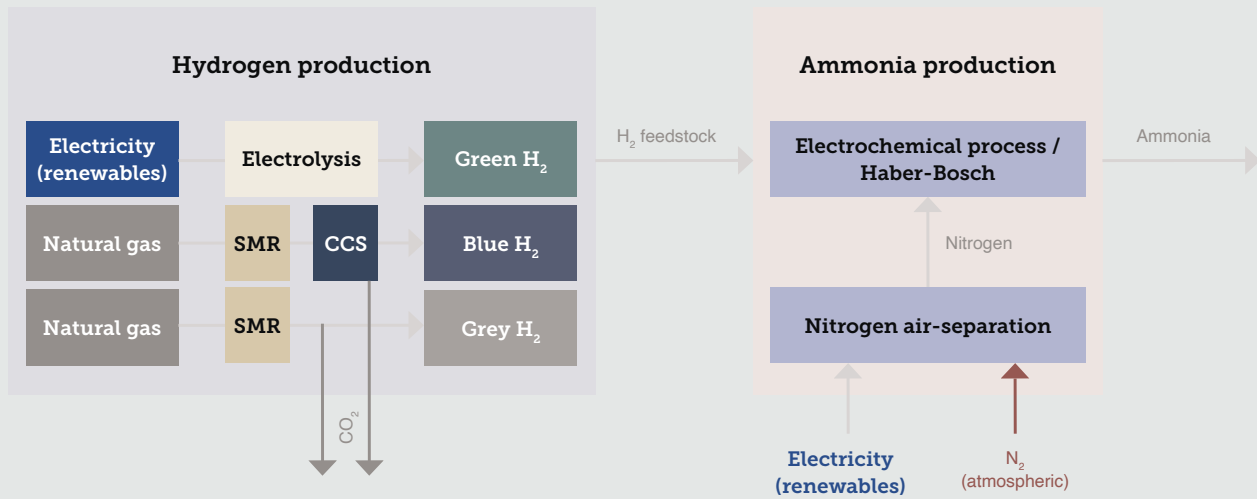 Hydrogen production
Electricity
(renewables)
Electrolysis
Green H₂
Natural gas
SMR
CCS
Blue H₂
Natural gas
SMR
Grey H₂
CO₂
H₂ feedstock
Ammonia production
Electrochemical process /
Haber-Bosch
Nitrogen
Nitrogen air-separation
Electricity
(renewables)
N₂
(atmospheric)
Ammonia